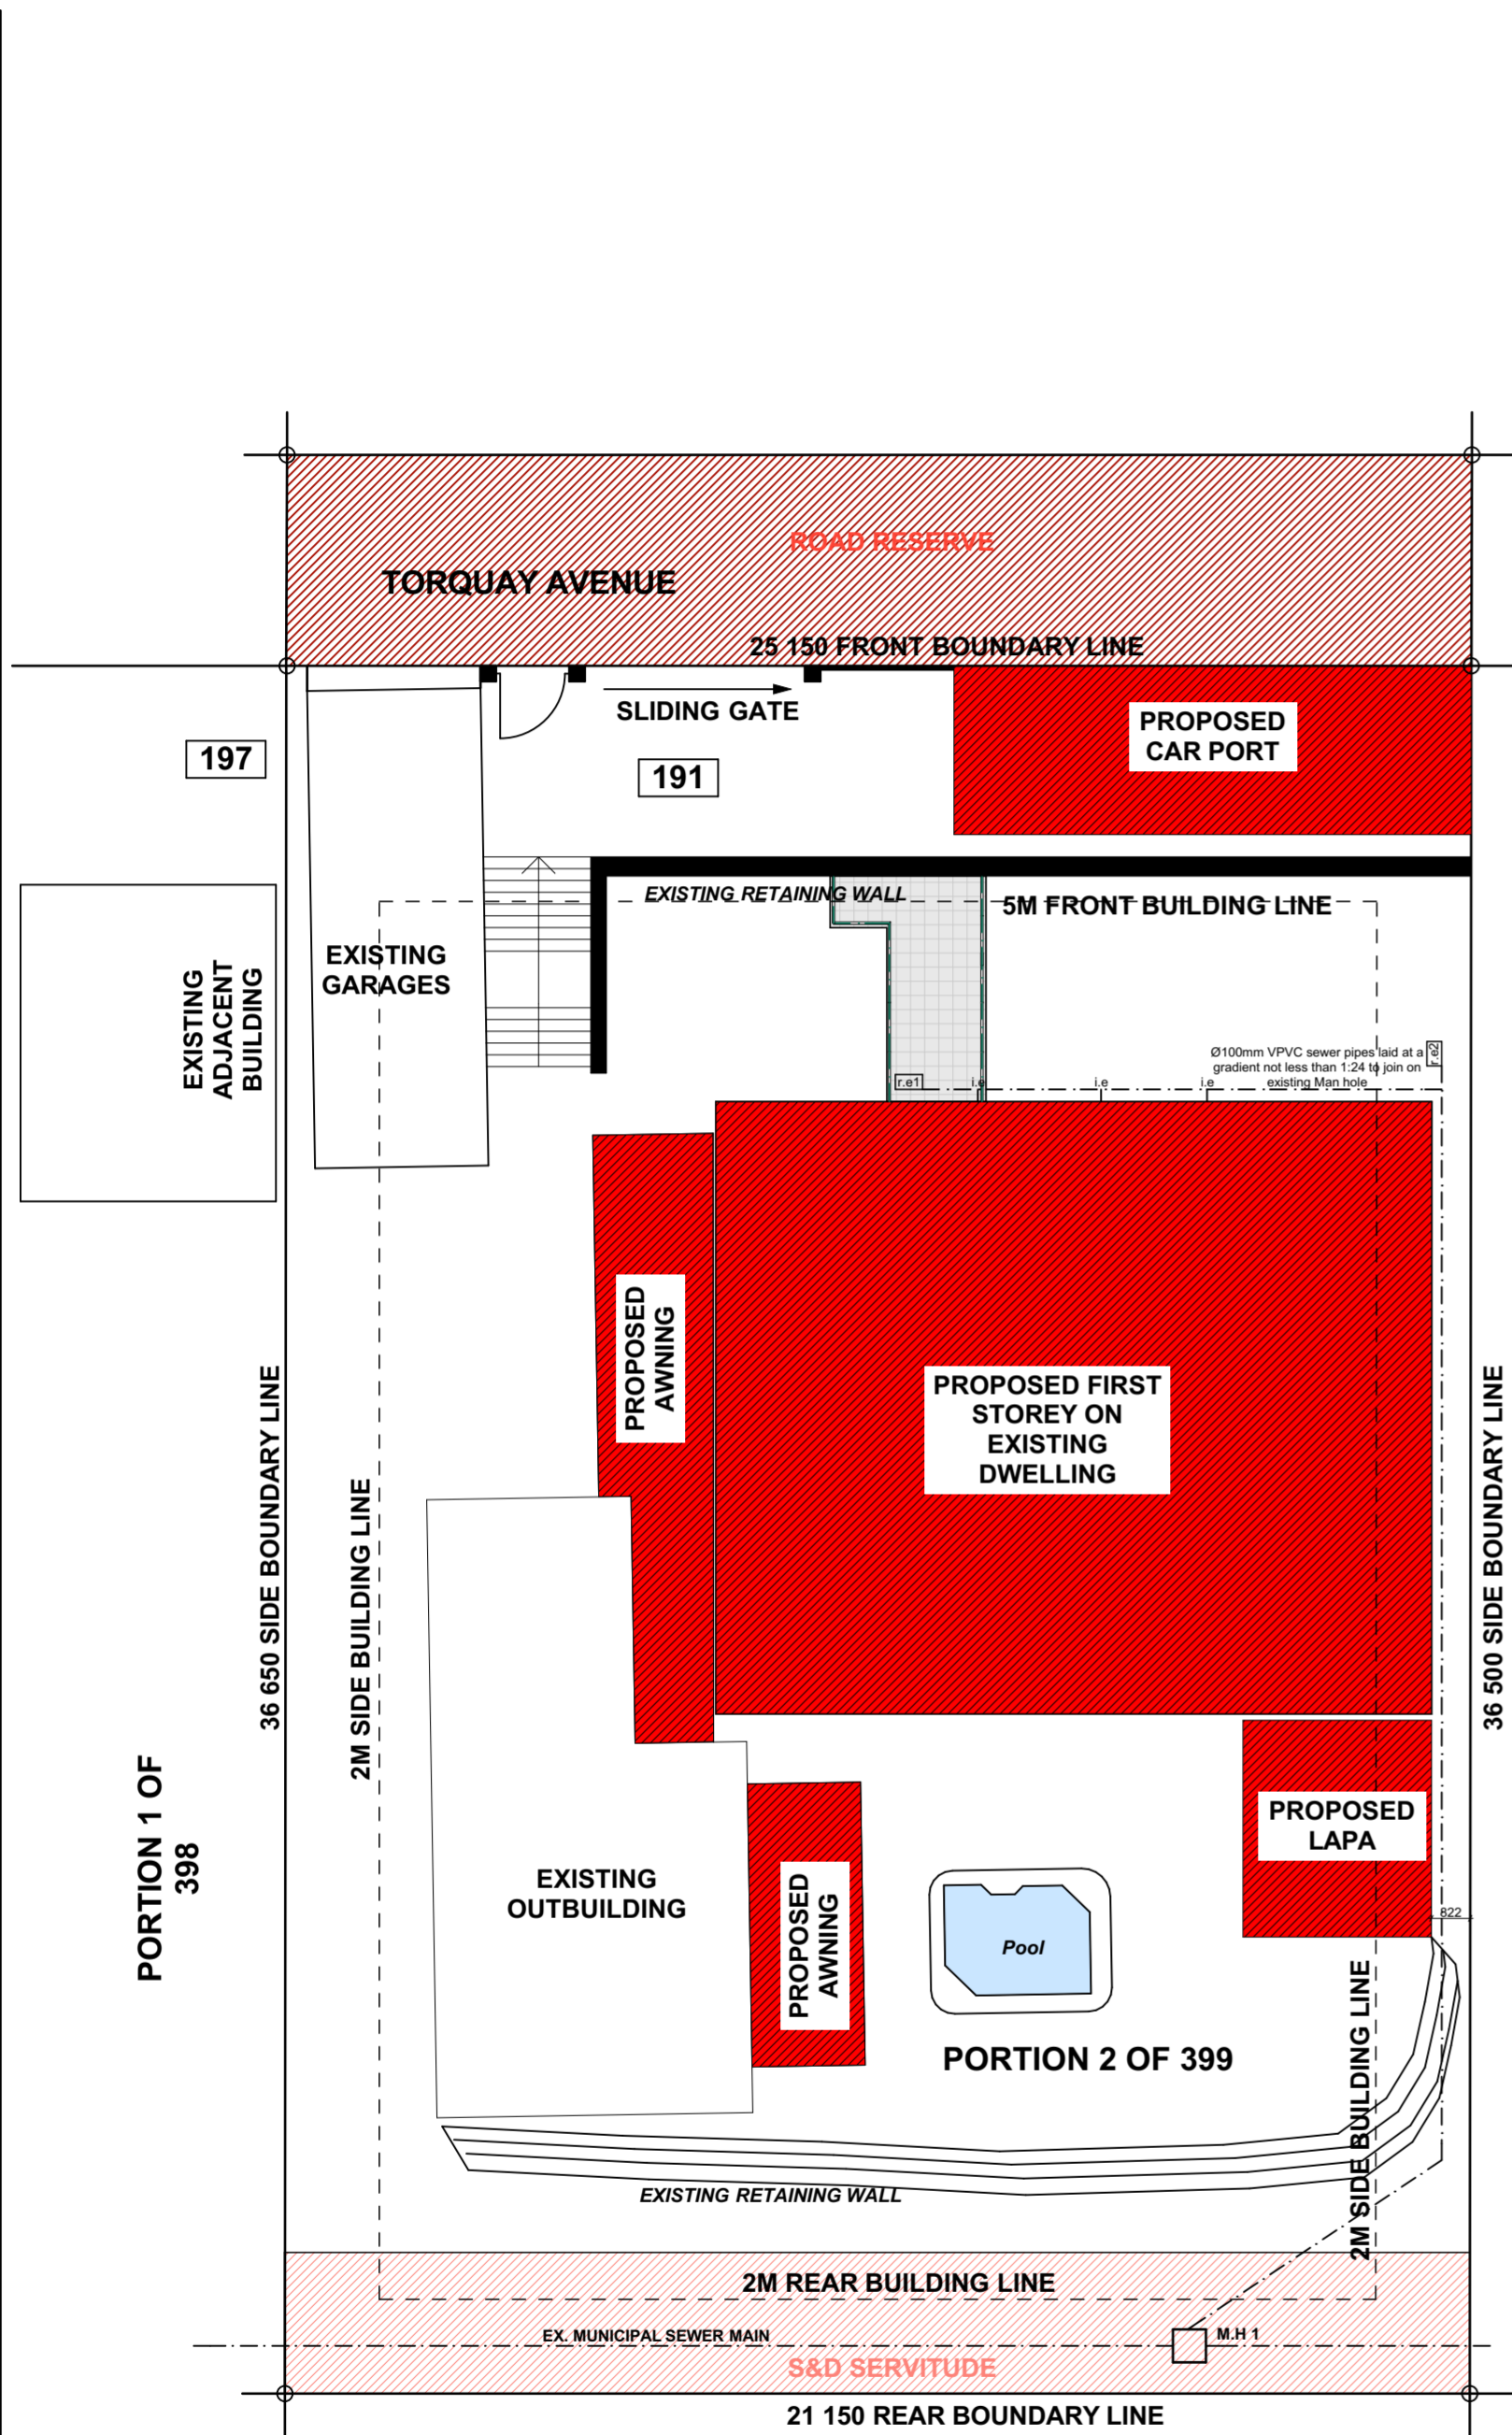 ROAD RESERVE
TORQUAY AVENUE
25 150 FRONT BOUNDARY LINE
SLIDING GATE
PROPOSED
CAR PORT
197
191
EXISTING RETAINING WALL
5M FRONT BUILDING LINE
EXISTING
GARAGES
EXISTING
ADJACENT
BUILDING
Ø100mm VPVC sewer pipes laid at a
gradient not less than 1:24 to join on
existing Man hole
r.e2
r.e1
i.e
i.e
i.e
PROPOSED
AWNING
PROPOSED FIRST
STOREY ON
EXISTING
DWELLING
36 650 SIDE BOUNDARY LINE
2M SIDE BUILDING LINE
36 500 SIDE BOUNDARY LINE
PORTION 1 OF
398
PROPOSED
LAPA
EXISTING
OUTBUILDING
PROPOSED
AWNING
Pool
822
PORTION 2 OF 399
2M SIDE BUILDING LINE
EXISTING RETAINING WALL
2M REAR BUILDING LINE
EX. MUNICIPAL SEWER MAIN
M.H 1
S&D SERVITUDE
21 150 REAR BOUNDARY LINE